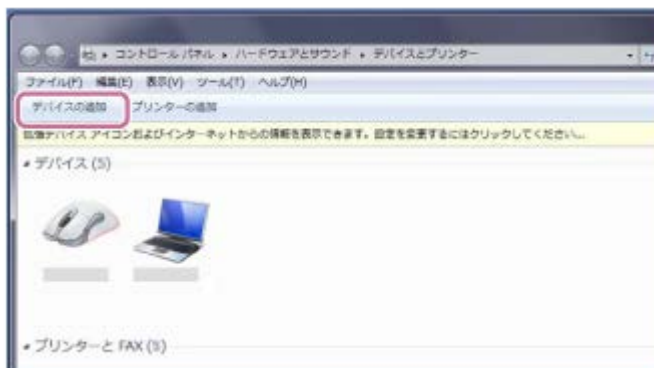 ▸ コントロール パネル ▸ ハードウェアとサウンド ▸ デバイスとプリンター
ファイル(F) 編集(E) 表示(V) ツール(T) ヘルプ(H)
デバイスの追加 プリンターの追加
拡張デバイス アイコンおよびインターネットからの情報を表示できます。設定を変更するにはクリックしてください...
デバイス (5)
プリンターと FAX (5)